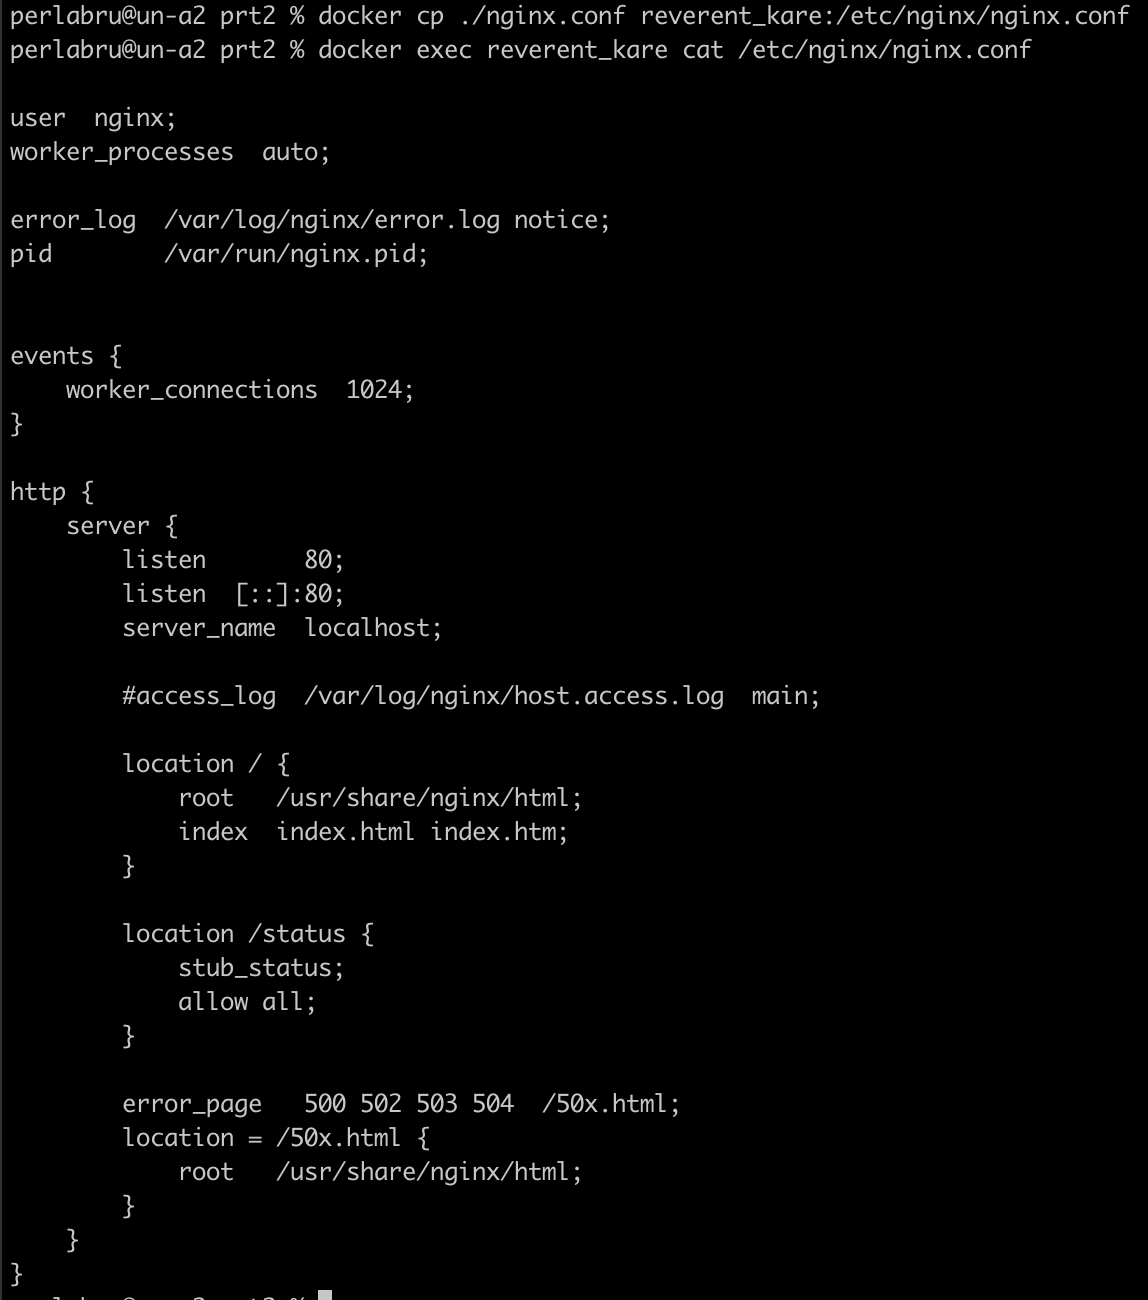 perlabru@un-a2 prt2 % docker cp ./nginx.conf reverent_kare:/etc/nginx/nginx.conf
perlabru@un-a2 prt2 % docker exec reverent_kare cat /etc/nginx/nginx.conf
user  nginx;
worker_processes  auto;
error_log  /var/log/nginx/error.log notice;
pid        /var/run/nginx.pid;
events {
    worker_connections  1024;
}
http {
    server {
        listen       80;
        listen  [::]:80;
        server_name  localhost;
        #access_log  /var/log/nginx/host.access.log  main;
        location / {
            root   /usr/share/nginx/html;
            index  index.html index.htm;
        }
        location /status {
            stub_status;
            allow all;
        }
        error_page   500 502 503 504  /50x.html;
        location = /50x.html {
            root   /usr/share/nginx/html;
        }
    }
}